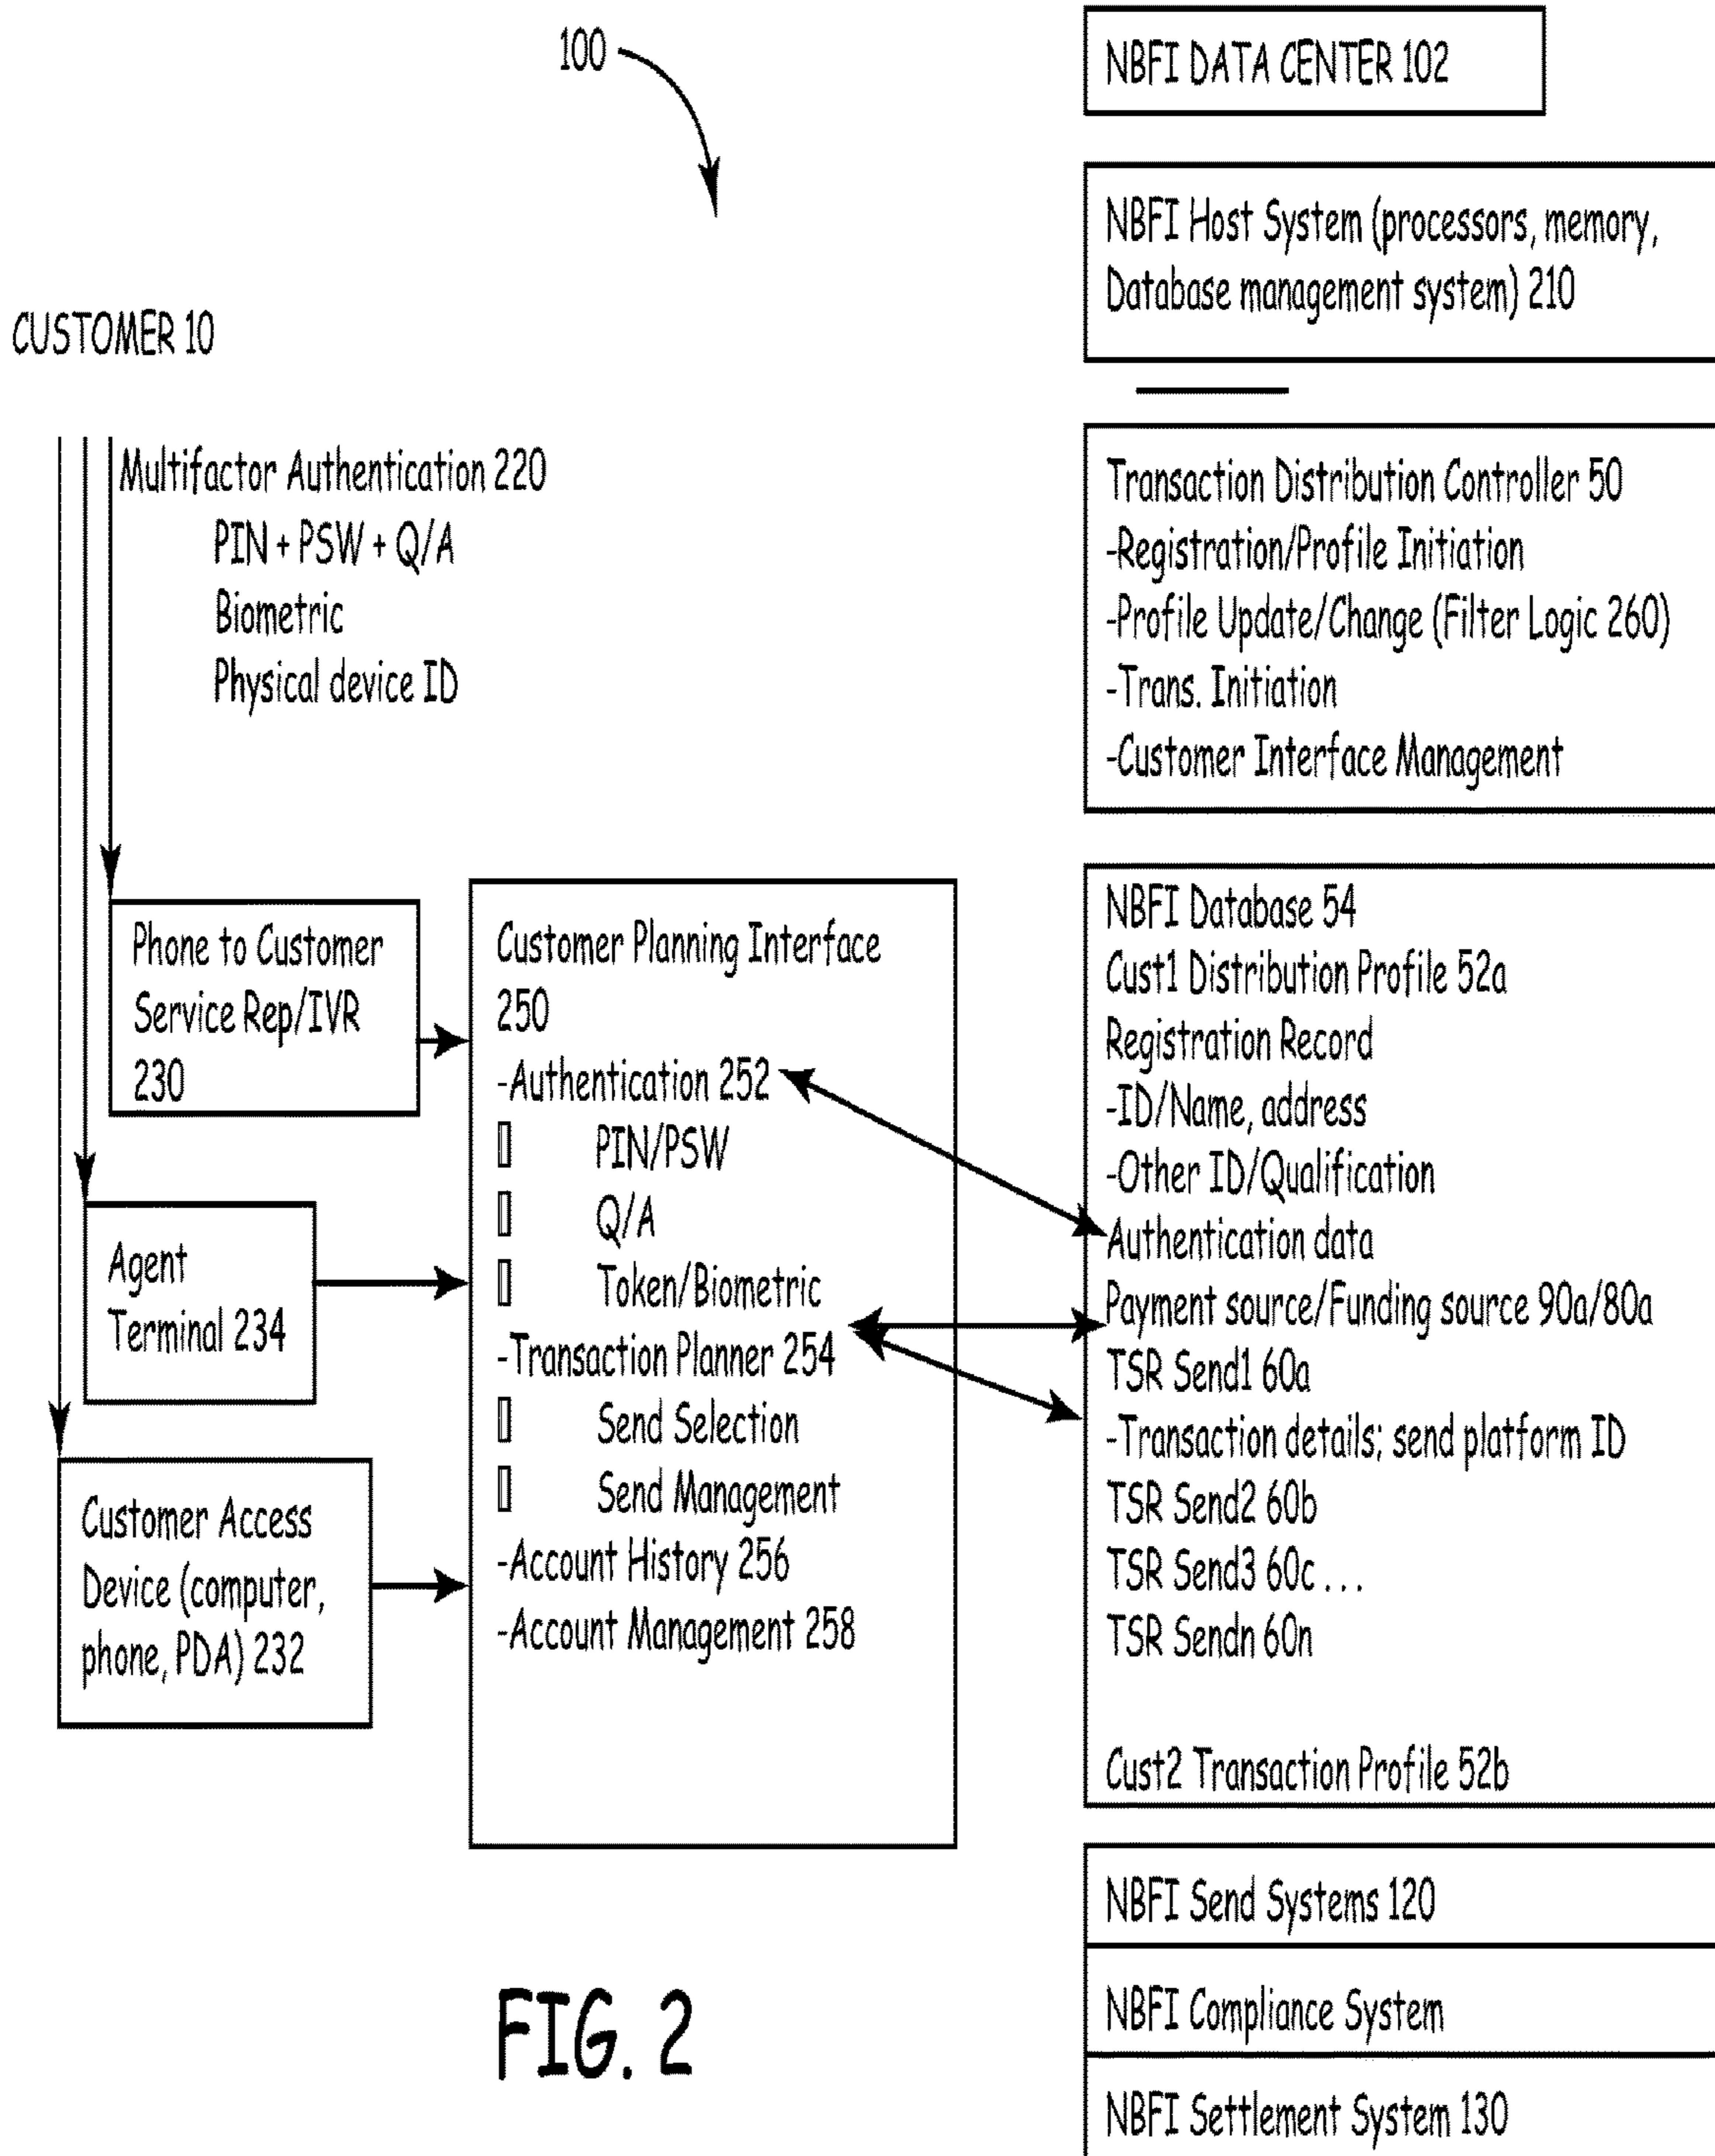 100
NBFI DATA CENTER 102
NBFI Host System (processors, memory,
Database management system) 210
CUSTOMER 10
Multifactor Authentication 220
PIN + PSW + Q/A
Biometric
Physical device ID
Transaction Distribution Controller 50
-Registration/Profile Initiation
-Profile Update/Change (Filter Logic 260)
-Trans. Initiation
-Customer Interface Management
Phone to Customer
Service Rep/IVR
230
Agent
Terminal 234
Customer Access
Device (computer,
phone, PDA) 232
Customer Planning Interface
250
-Authentication 252
PIN/PSW
Q/A
Token/Biometric
-Transaction Planner 254
Send Selection
Send Management
-Account History 256
-Account Management 258
NBFI Database 54
Cust1 Distribution Profile 52a
Registration Record
-ID/Name, address
-Other ID/Qualification
Authentication data
Payment source/Funding source 90a/80a
TSR Send1 60a
-Transaction details; send platform ID
TSR Send2 60b
TSR Send3 60c ...
TSR Sendn 60n
Cust2 Transaction Profile 52b
NBFI Send Systems 120
NBFI Compliance System
NBFI Settlement System 130
FIG. 2